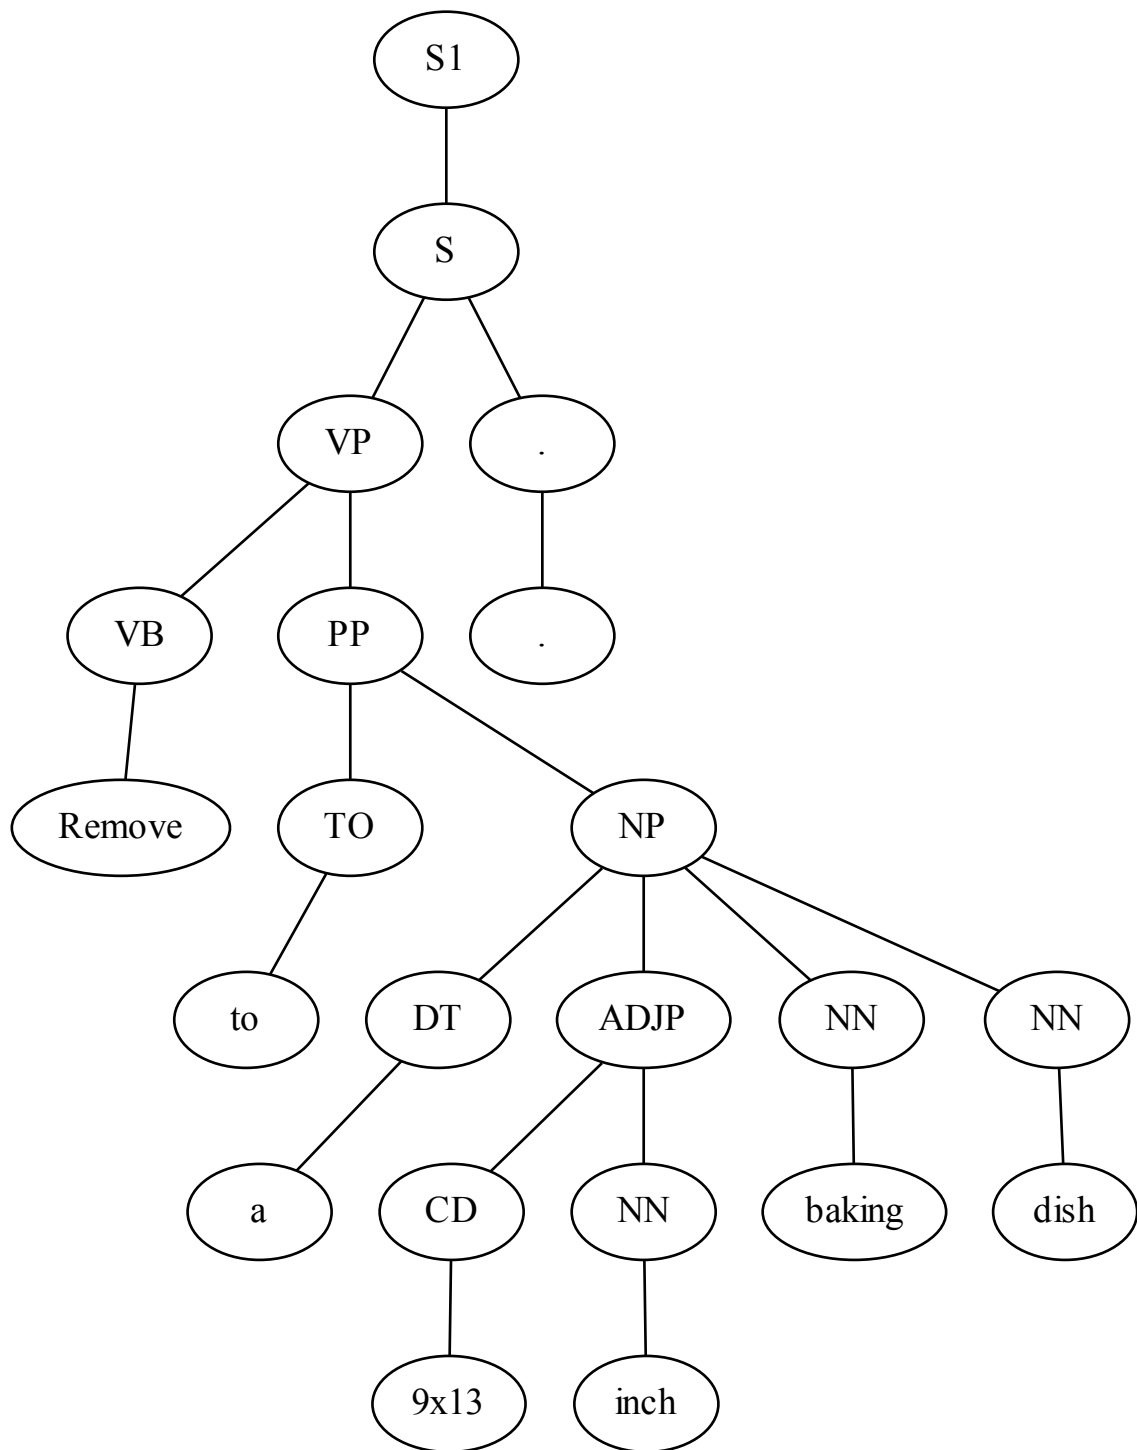 S1
S
VP .
VB PP .
Remove TO NP
to DT ADJP NN NN
a CD NN baking dish
9x13 inch